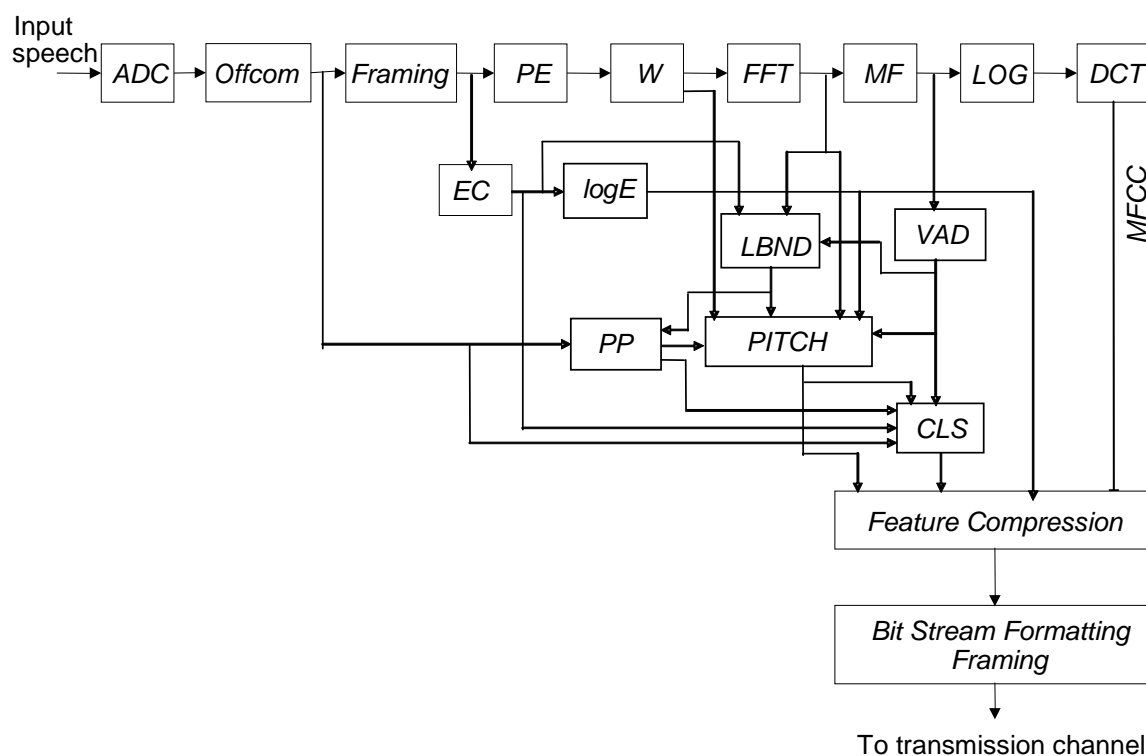 Input
speech
ADC
Offcom
Framing
PE
W
FFT
MF
LOG
DCT
EC
logE
LBND
VAD
MFCC
PP
PITCH
CLS
Feature Compression
Bit Stream Formatting
Framing
To transmission channel